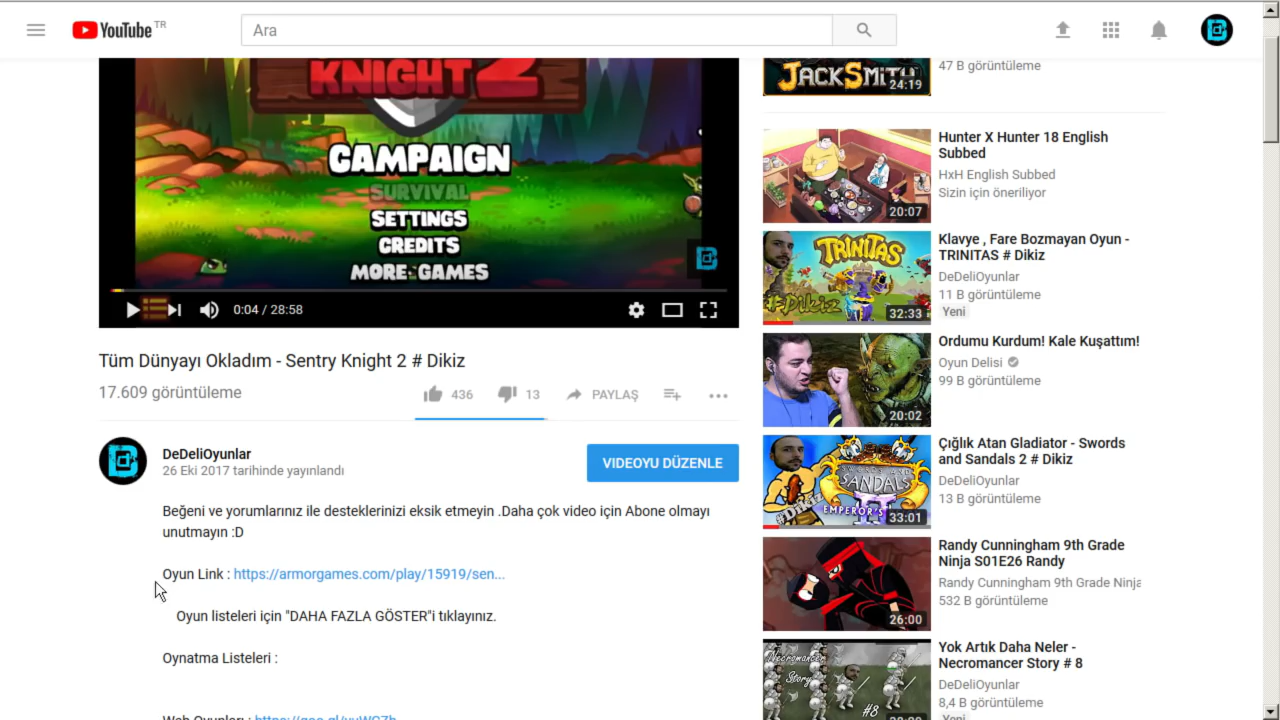 YouTube TR
Ara
KNIGHT 2
CAMPAIGN
SURVIVAL
SETTINGS
CREDITS
MORE GAMES
0:04 / 28:58
Tüm Dünyayı Okladım - Sentry Knight 2 # Dikiz
17.609 görüntüleme
436
13
PAYLAŞ
DeDeliOyunlar
26 Eki 2017 tarihinde yayınlandı
VIDEOYU DÜZENLE
Beğeni ve yorumlarınız ile desteklerinizi eksik etmeyin .Daha çok video için Abone olmayı
unutmayın :D
Oyun Link : https://armorgames.com/play/15919/sen...
Oyun listeleri için "DAHA FAZLA GÖSTER"i tıklayınız.
Oynatma Listeleri :
JACKSMITH
24:19
47 B görüntüleme
20:07
Hunter X Hunter 18 English
Subbed
HxH English Subbed
Sizin için öneriliyor
TRINITAS
#Dikiz
32:33
Klavye , Fare Bozmayan Oyun -
TRINITAS # Dikiz
DeDeliOyunlar
11 B görüntüleme
Yeni
20:02
Ordumu Kurdum! Kale Kuşattım!
Oyun Delisi
99 B görüntüleme
SWORDS AND
SANDALS
EMPEROR'S
#Dikiz
33:01
Çığlık Atan Gladiator - Swords
and Sandals 2 # Dikiz
DeDeliOyunlar
13 B görüntüleme
26:00
Randy Cunningham 9th Grade
Ninja S01E26 Randy
Randy Cunningham 9th Grade Ninja
532 B görüntüleme
Necromancer
Story
#8
Yok Artık Daha Neler -
Necromancer Story # 8
DeDeliOyunlar
8,4 B görüntüleme